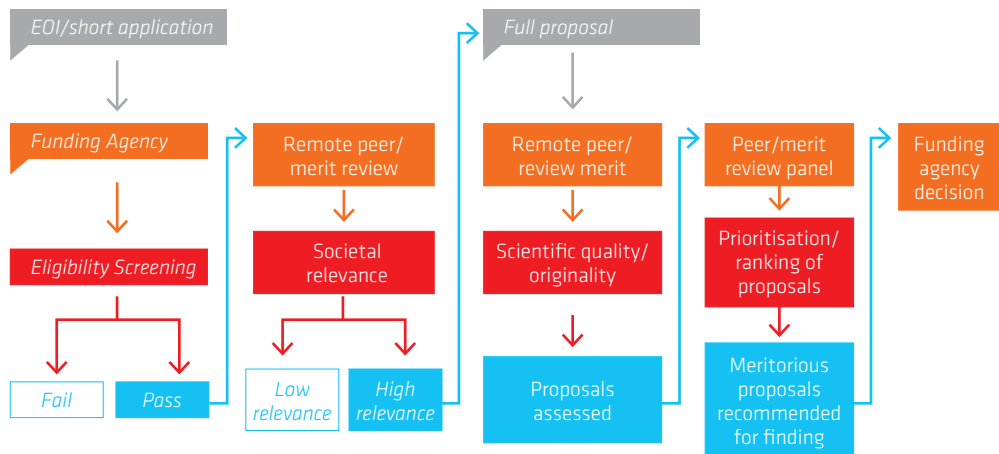 EOI/short application
Funding Agency
Eligibility Screening
Fail
Pass
Remote peer/
merit review
Societal
relevance
Low
relevance
High
relevance
Full proposal
Remote peer/
review merit
Scientific quality/
originality
Proposals
assessed
Peer/merit
review panel
Prioritisation/
ranking of
proposals
Meritorious
proposals
recommended
for finding
Funding
agency
decision